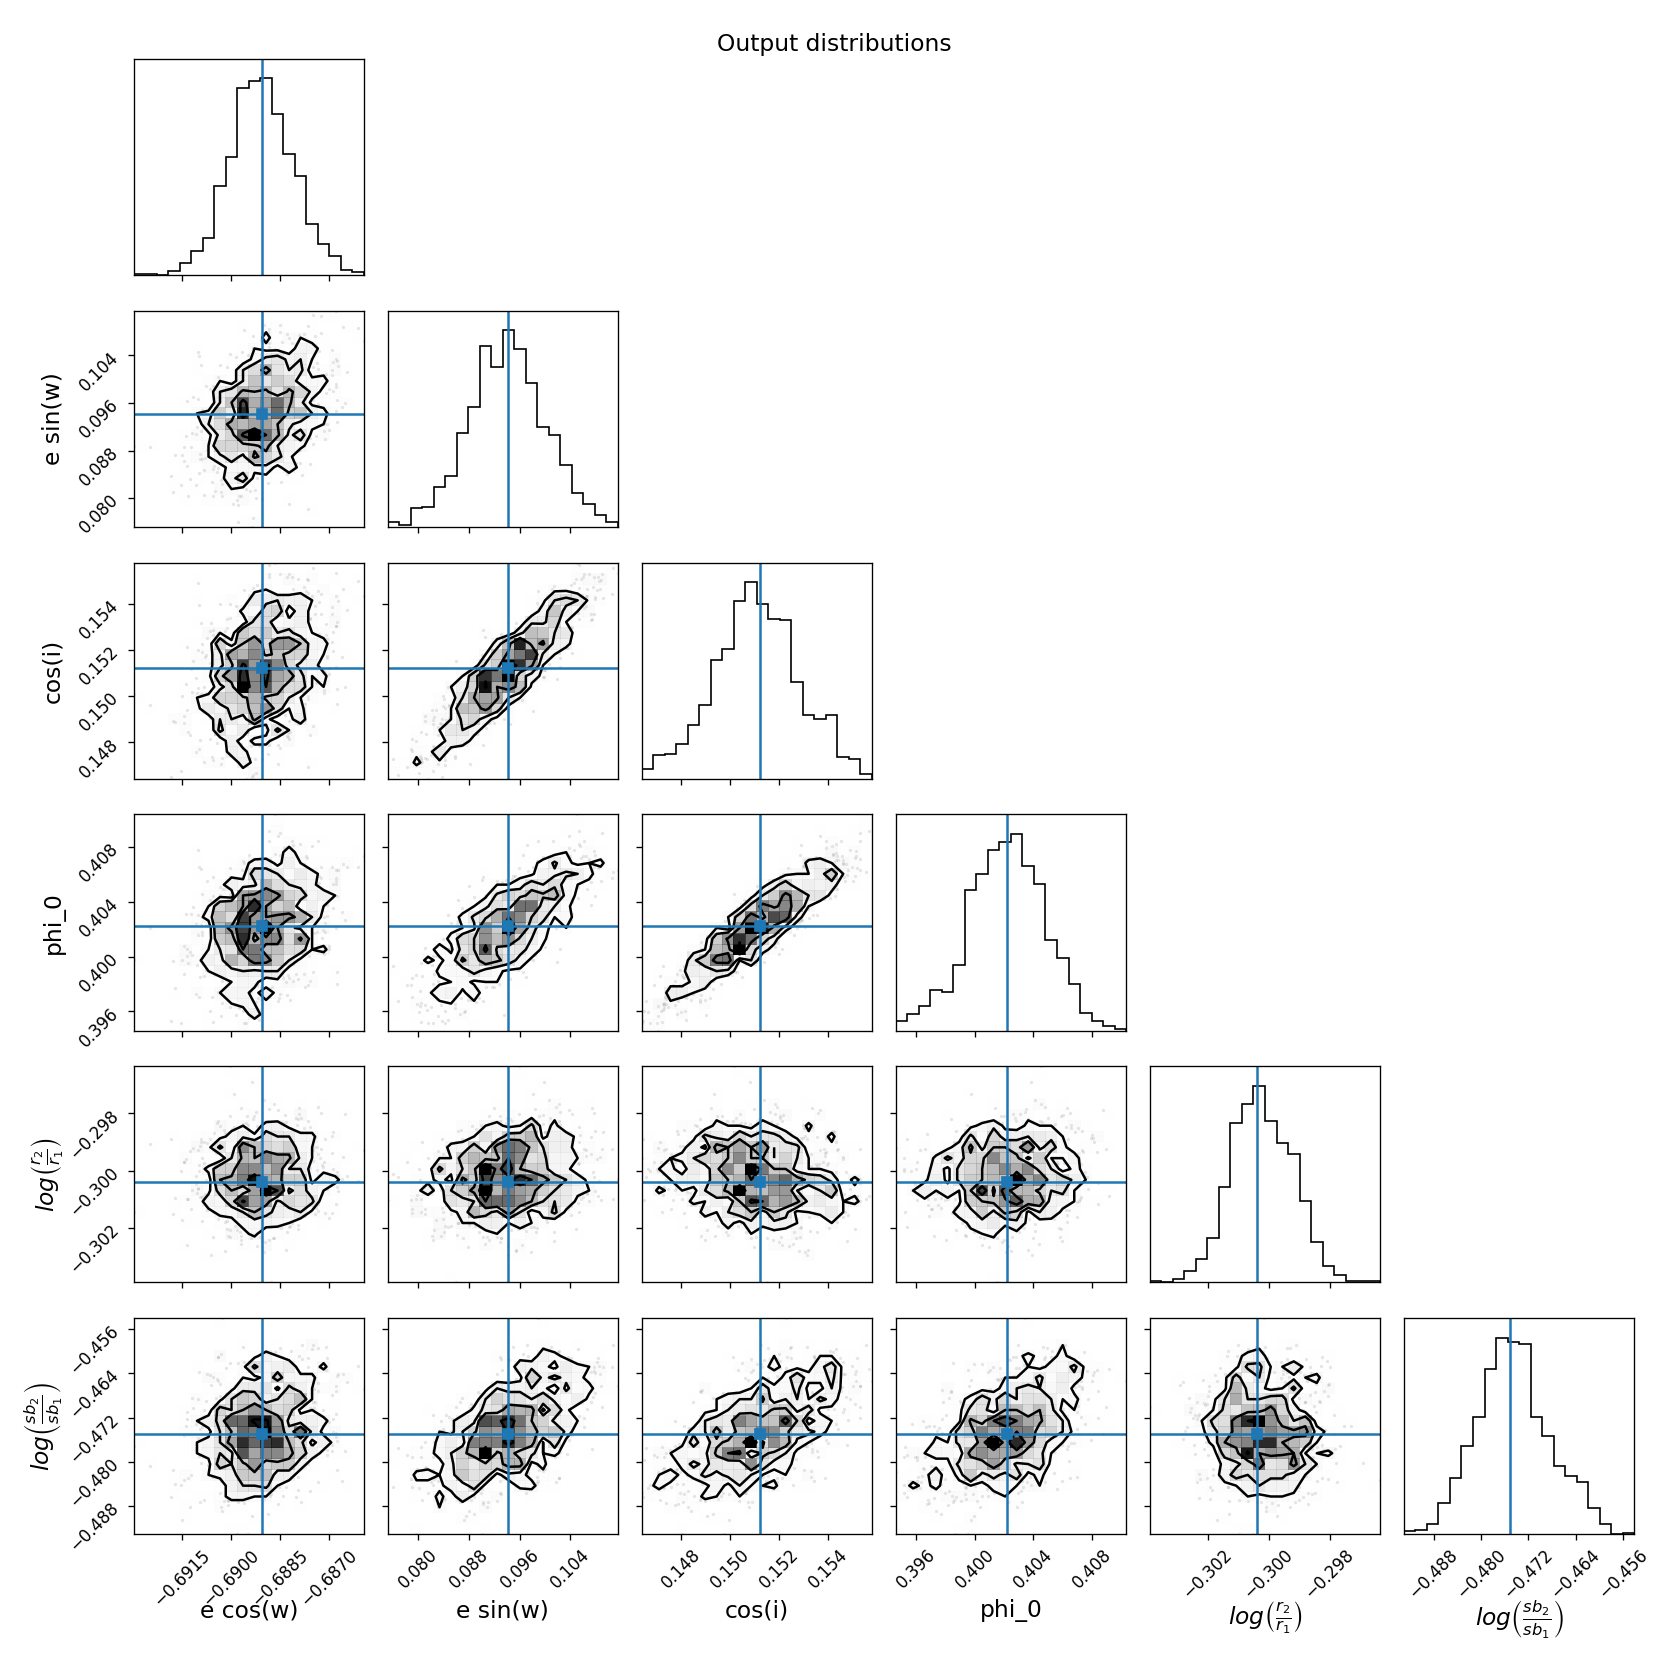 Output distributions
e sin(w)
0.104
0.096
0.088
0.080
cos(i)
0.154
0.152
0.150
0.148
phi_0
0.408
0.404
0.400
0.396
log(r₂/r₁)
−0.298
−0.300
−0.302
log(sb₂/sb₁)
−0.456
−0.464
−0.472
−0.480
−0.488
−0.6915 −0.6900 −0.6885 −0.6870 0.080 0.088 0.096 0.104 0.148 0.150 0.152 0.154 0.396 0.400 0.404 0.408 −0.302 −0.300 −0.298 −0.488 −0.480 −0.472 −0.464 −0.456
e cos(w) e sin(w) cos(i) phi_0 log(r₂/r₁) log(sb₂/sb₁)